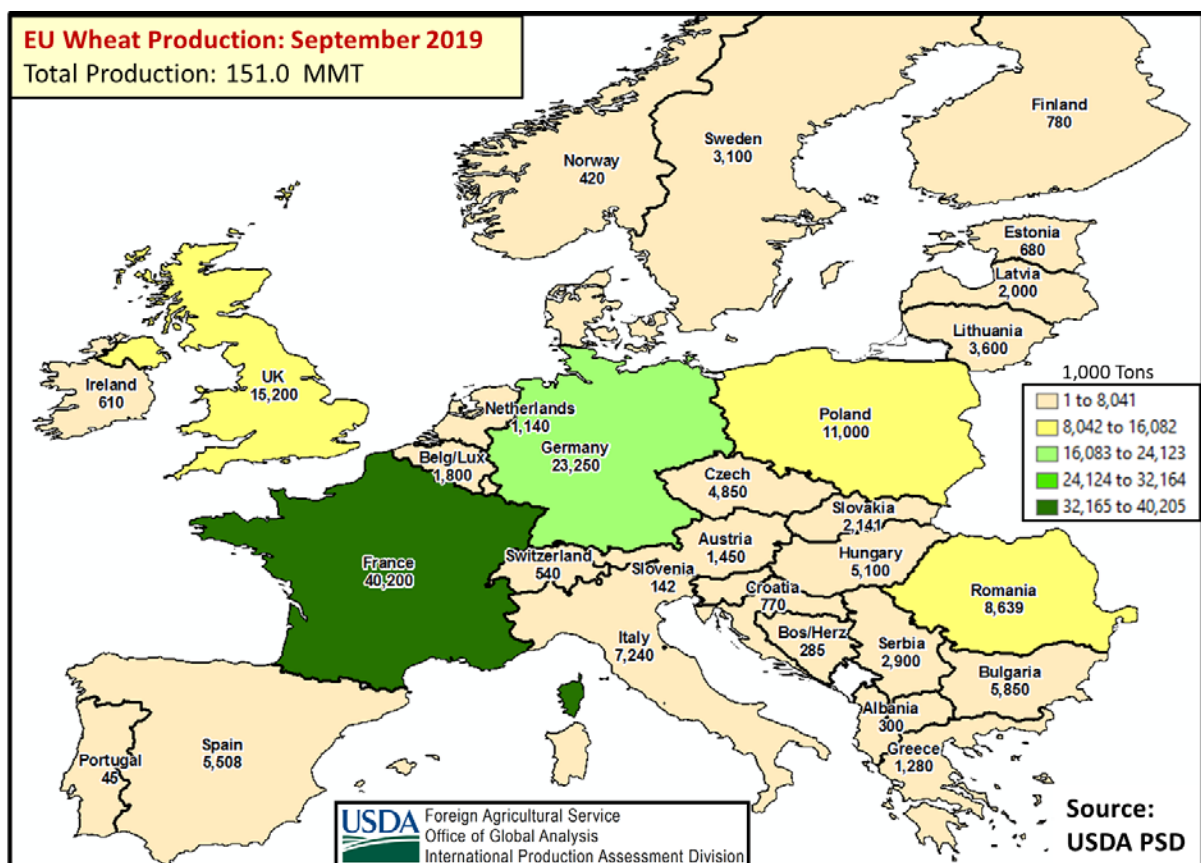 EU Wheat Production: September 2019
Total Production: 151.0 MMT
Finland
780
Sweden
3,100
Norway
420
Estonia
680
Latvia
2,000
Lithuania
3,600
Ireland
610
UK
15,200
Netherlands
1,140
Belg/Lux
1,800
Germany
23,250
Poland
11,000
Czech
4,850
Slovakia
2,141
Austria
1,450
Hungary
5,100
France
40,200
Switzerland
540
Slovenia
142
Croatia
770
Romania
8,639
Bos/Herz
285
Serbia
2,900
Italy
7,240
Bulgaria
5,850
Albania
300
Greece
1,280
Portugal
45
Spain
5,508
1,000 Tons
1 to 8,041
8,042 to 16,082
16,083 to 24,123
24,124 to 32,164
32,165 to 40,205
USDA
Foreign Agricultural Service
Office of Global Analysis
International Production Assessment Division
Source:
USDA PSD